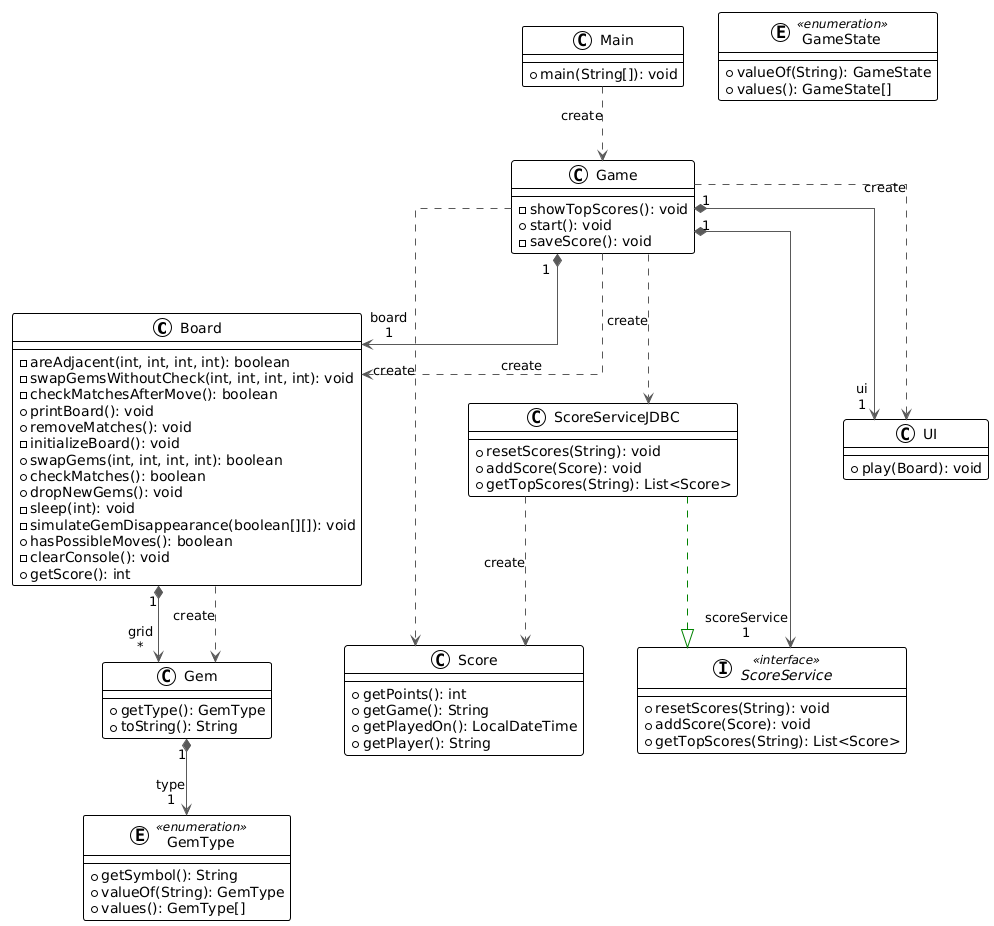 C Main
+ main(String[]): void
E «enumeration»
GameState
valueOf(String): GameState
values(): GameState[]
create
C Game
showTopScores(): void
start(): void
saveScore(): void
create
1
1
1
C Board
areAdjacent(int, int, int, int): boolean
swapGemsWithoutCheck(int, int, int, int): void
checkMatchesAfterMove(): boolean
printBoard(): void
removeMatches(): void
initializeBoard(): void
swapGems(int, int, int, int): boolean
checkMatches(): boolean
dropNewGems(): void
sleep(int): void
simulateGemDisappearance(boolean[][]): void
hasPossibleMoves(): boolean
clearConsole(): void
getScore(): int
board
1
create
create
create
ui
1
C ScoreServiceJDBC
resetScores(String): void
addScore(Score): void
getTopScores(String): List<Score>
C UI
play(Board): void
1
create
grid
*
create
scoreService
1
C Gem
getType(): GemType
toString(): String
C Score
getPoints(): int
getGame(): String
getPlayedOn(): LocalDateTime
getPlayer(): String
I «interface»
ScoreService
resetScores(String): void
addScore(Score): void
getTopScores(String): List<Score>
1
type
1
E «enumeration»
GemType
getSymbol(): String
valueOf(String): GemType
values(): GemType[]